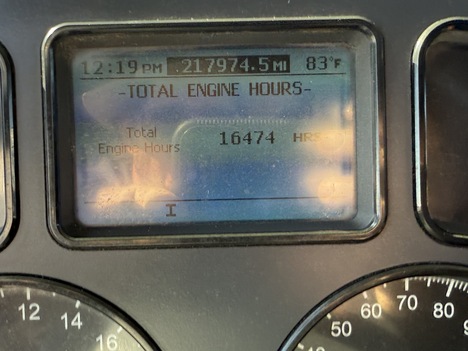 12:19 PM 217974.5 MI 83°F
-TOTAL ENGINE HOURS-
Total
Engine Hours 16474 HRS
12 14 16
50 60 70 80